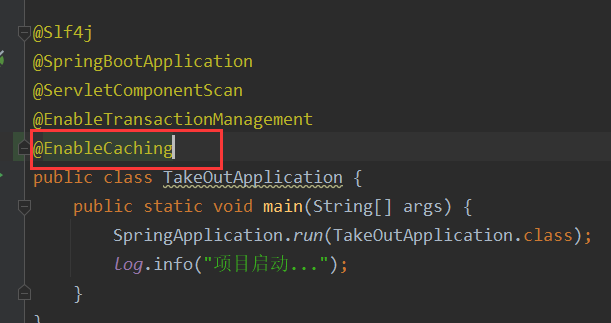 @Slf4j
@SpringBootApplication
@ServletComponentScan
@EnableTransactionManagement
@EnableCaching
public class TakeOutApplication {
public static void main(String[] args) {
SpringApplication.run(TakeOutApplication.class);
log.info("项目启动...");
}
}